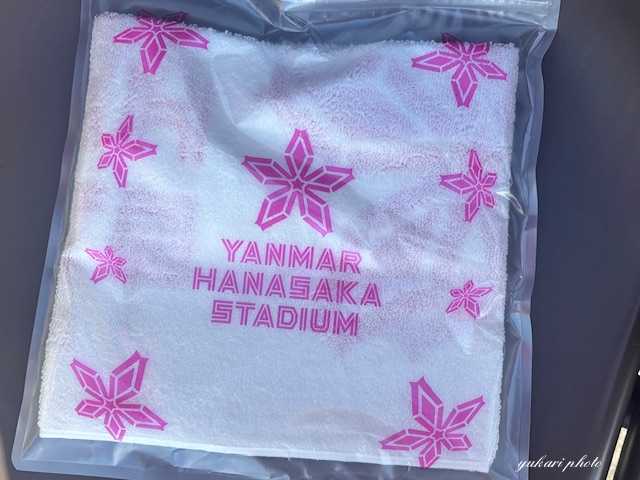 YANMAR
HANASAKA
STADIUM
yukari photo